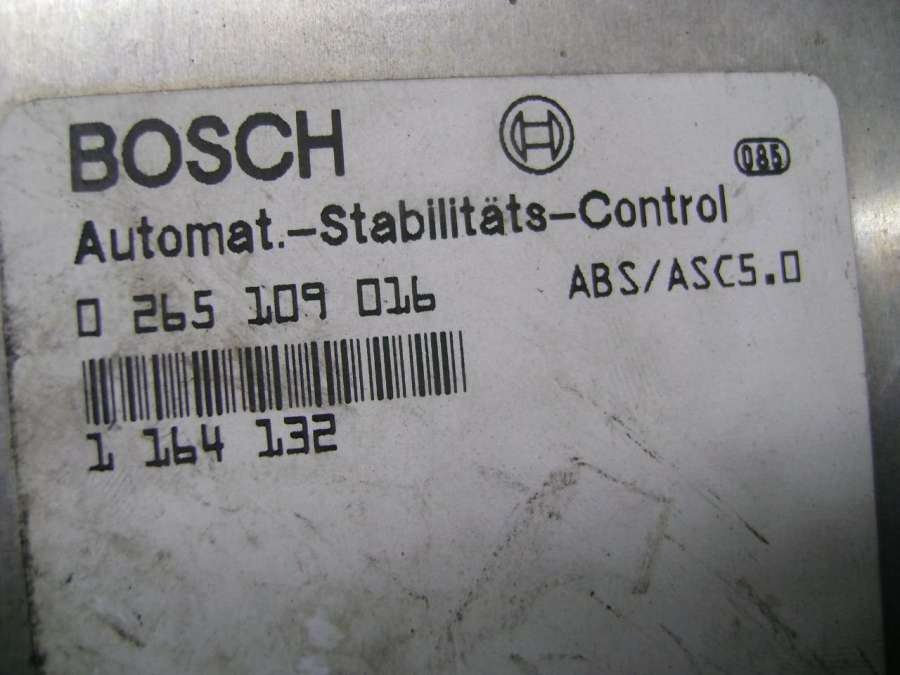 BOSCH
085
Automat.-Stabilitäts-Control
0 265 109 016
ABS/ASC5.0
1 164 132